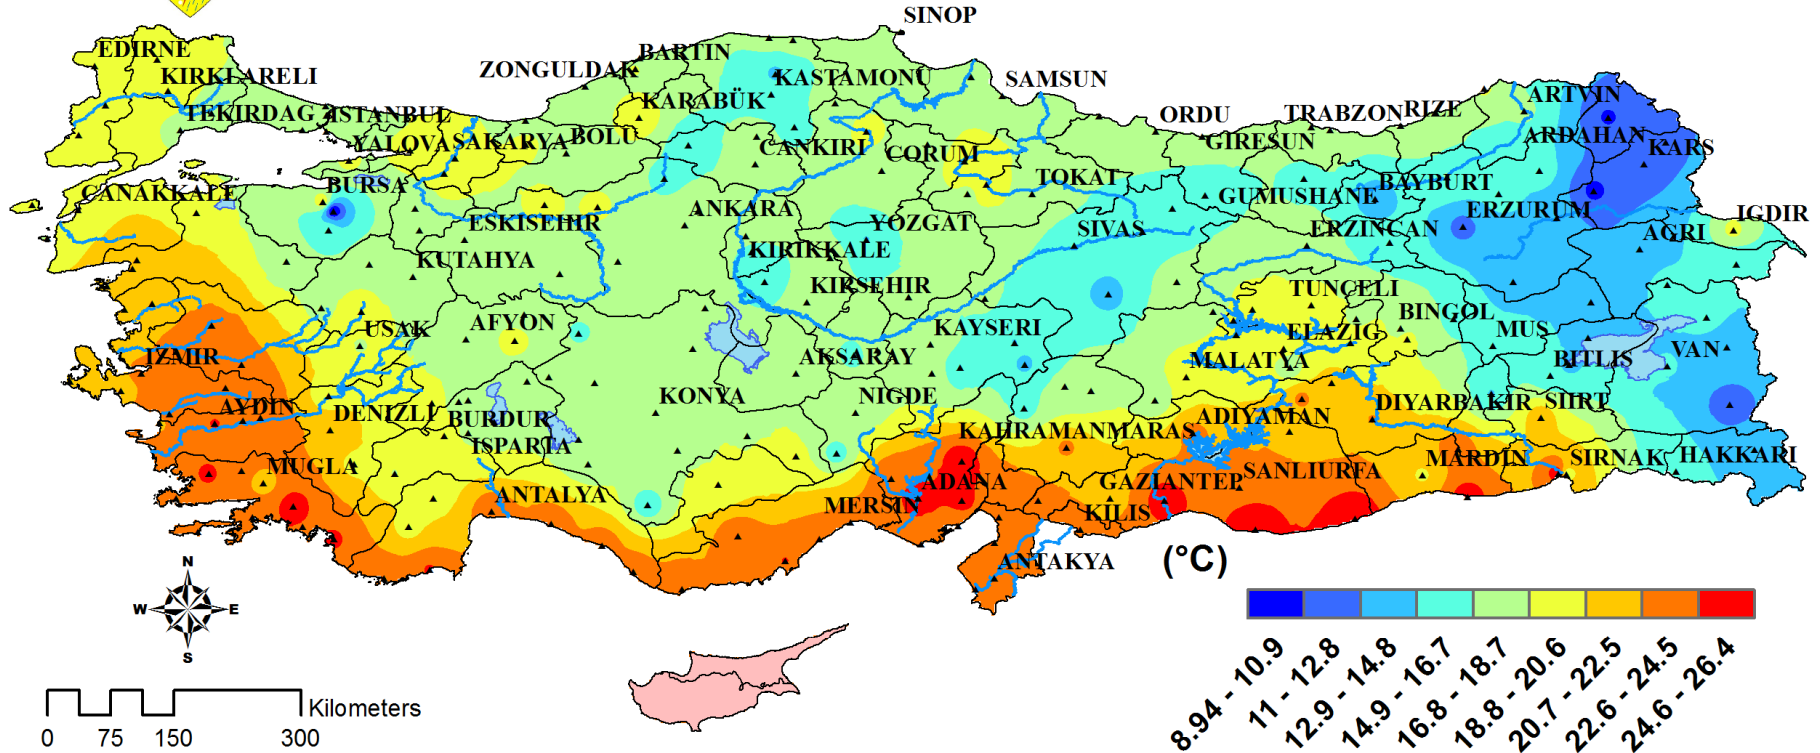 SINOP
EDIRNE
BARTIN
ZONGULDAK
KIRKLARELI
KASTAMONU
SAMSUN
ARTVIN
KARABÜK
TEKIRDAG
ISTANBUL
ORDU
TRABZON
RIZE
YALOVA
SAKARYA
BOLU
CANKIRI
CORUM
GIRESUN
ARDAHAN
KARS
CANAKKALE
BURSA
TOKAT
BAYBURT
GUMUSHANE
ESKISEHIR
ANKARA
YOZGAT
SIVAS
ERZURUM
IGDIR
ERZINCAN
AGRI
KUTAHYA
KIRIKKALE
KIRSEHIR
TUNCELI
BINGOL
USAK
AFYON
KAYSERI
ELAZIG
MUS
IZMIR
AKSARAY
MALATYA
BITLIS
VAN
AYDIN
DENIZLI
BURDUR
KONYA
NIGDE
ADIYAMAN
DIYARBAKIR
SIIRT
ISPARTA
KAHRAMANMARAS
MUGLA
ANTALYA
MERSIN
ADANA
GAZIANTEP
SANLIURFA
MARDIN
SIRNAK
HAKKARI
KILIS
ANTAKYA
(°C)
N
W
E
S
8.94 - 10.9
11 - 12.8
12.9 - 14.8
14.9 - 16.7
16.8 - 18.7
18.8 - 20.6
20.7 - 22.5
22.6 - 24.5
24.6 - 26.4
Kilometers
0 75 150 300